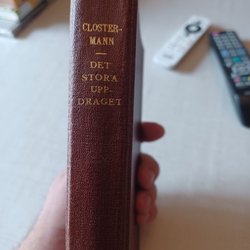 CLOSTER-
MANN
DET
STORA
UPP-
DRAGET